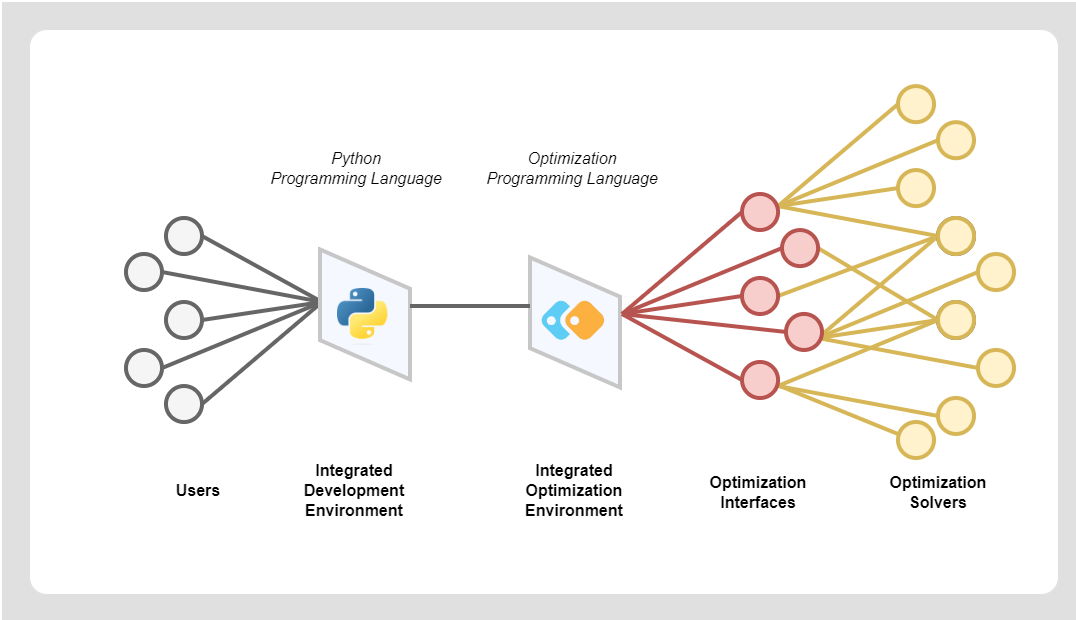 Python
Programming Language
Optimization
Programming Language
Users
Integrated
Development
Environment
Integrated
Optimization
Environment
Optimization
Interfaces
Optimization
Solvers